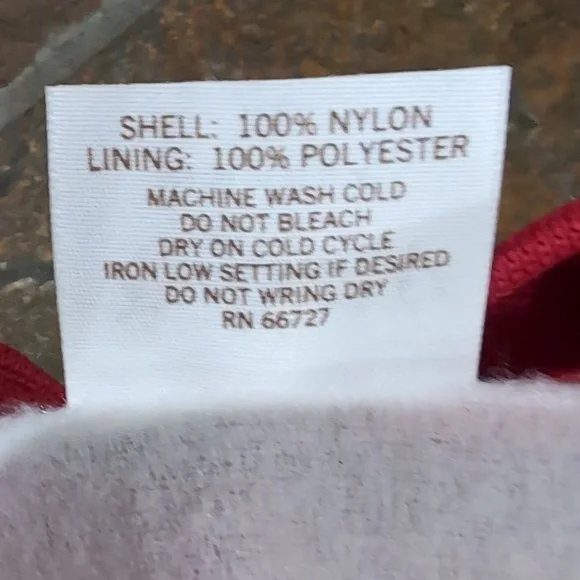 SHELL: 100% NYLON
LINING: 100% POLYESTER
MACHINE WASH COLD
DO NOT BLEACH
DRY ON COLD CYCLE
IRON LOW SETTING IF DESIRED
DO NOT WRING DRY
RN 66727